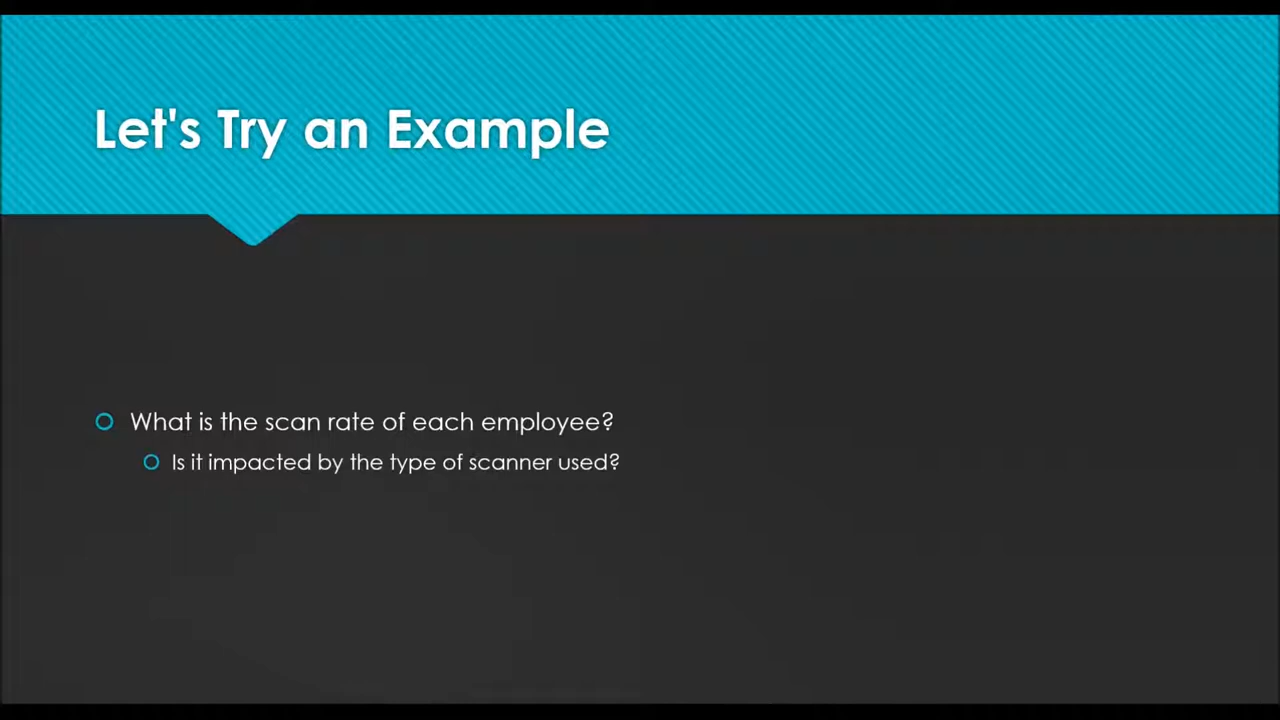 Let's Try an Example
What is the scan rate of each employee?
Is it impacted by the type of scanner used?